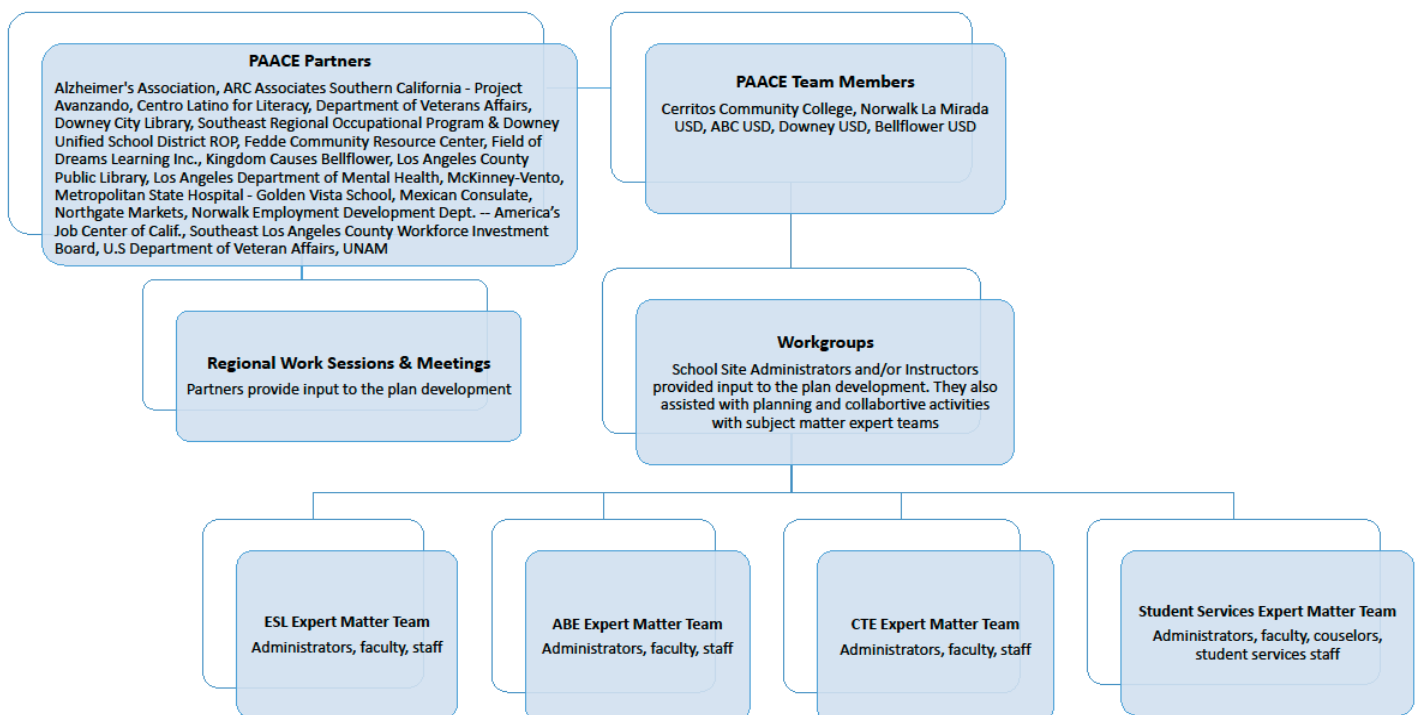 PAACE Partners
Alzheimer's Association, ARC Associates Southern California - Project
Avanzando, Centro Latino for Literacy, Department of Veterans Affairs,
Downey City Library, Southeast Regional Occupational Program & Downey
Unified School District ROP, Fedde Community Resource Center, Field of
Dreams Learning Inc., Kingdom Causes Bellflower, Los Angeles County
Public Library, Los Angeles Department of Mental Health, McKinney-Vento,
Metropolitan State Hospital - Golden Vista School, Mexican Consulate,
Northgate Markets, Norwalk Employment Development Dept. -- America’s
Job Center of Calif., Southeast Los Angeles County Workforce Investment
Board, U.S Department of Veteran Affairs, UNAM
PAACE Team Members
Cerritos Community College, Norwalk La Mirada
USD, ABC USD, Downey USD, Bellflower USD
Regional Work Sessions & Meetings
Partners provide input to the plan development
Workgroups
School Site Administrators and/or Instructors
provided input to the plan development. They also
assisted with planning and collabortive activities
with subject matter expert teams
ESL Expert Matter Team
Administrators, faculty, staff
ABE Expert Matter Team
Administrators, faculty, staff
CTE Expert Matter Team
Administrators, faculty, staff
Student Services Expert Matter Team
Administrators, faculty, couselors,
student services staff